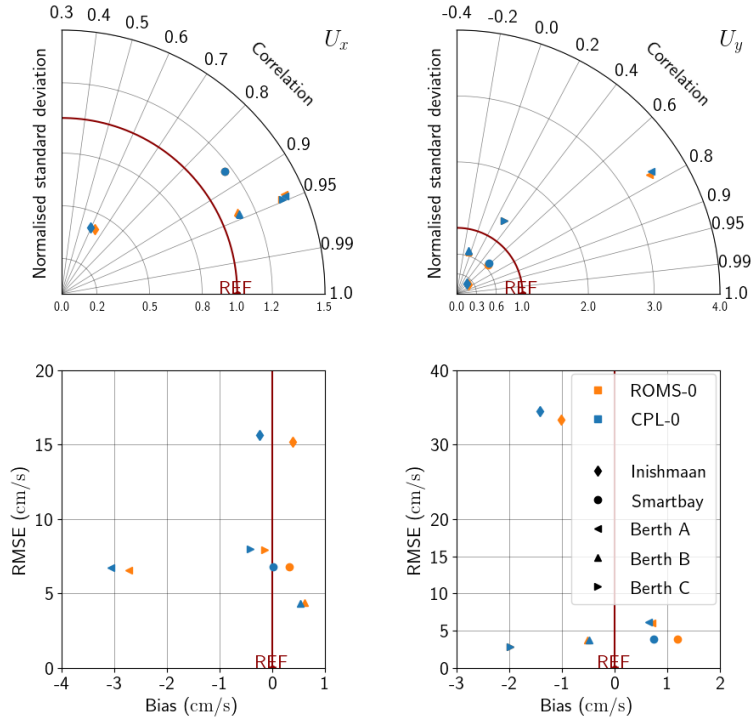 0.3 0.4 0.5 0.6 0.7 0.8 0.9 0.95 0.99 1.0
Correlation
U_x
Normalised standard deviation
REF
0.0 0.2 0.5 0.8 1.0 1.2 1.5
-0.4 -0.2 0.0 0.2 0.4 0.6 0.8 0.9 0.95 0.99 1.0
Correlation
U_y
Normalised standard deviation
REF
0.0 0.3 0.6 1.0 2.0 3.0 4.0
20
15
10
5
0
RMSE (cm/s)
REF
-4 -3 -2 -1 0 1
Bias (cm/s)
40
30
20
10
5
0
RMSE (cm/s)
ROMS-0
CPL-0
Inishmaan
Smartbay
Berth A
Berth B
Berth C
REF
-3 -2 -1 0 1 2
Bias (cm/s)